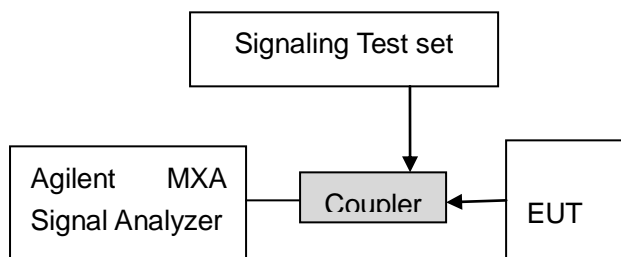 Signaling Test set
Agilent MXA
Signal Analyzer
Coupler
EUT